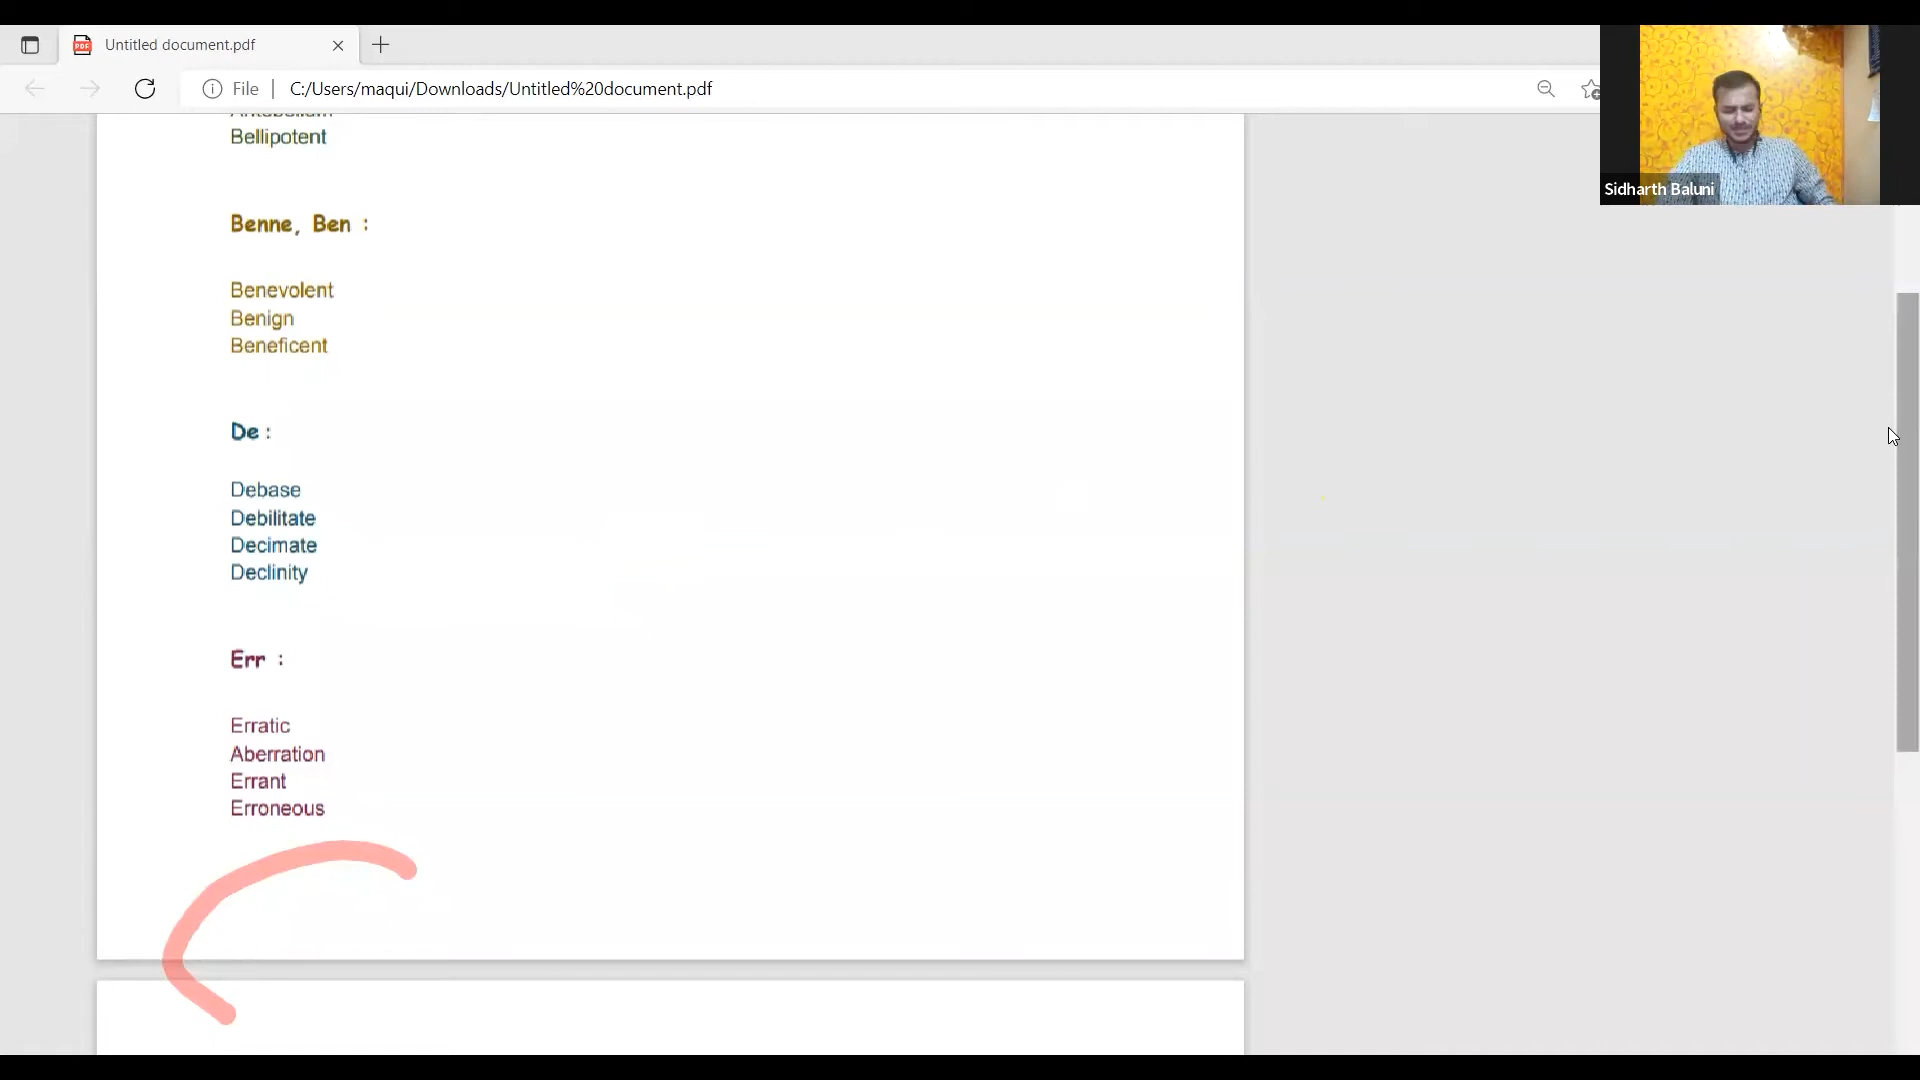 Untitled document.pdf
File
C:/Users/maqui/Downloads/Untitled%20document.pdf
Sidharth Baluni
Bellipotent
Benne, Ben :
Benevolent
Benign
Beneficent
De :
Debase
Debilitate
Decimate
Declinity
Err :
Erratic
Aberration
Errant
Erroneous